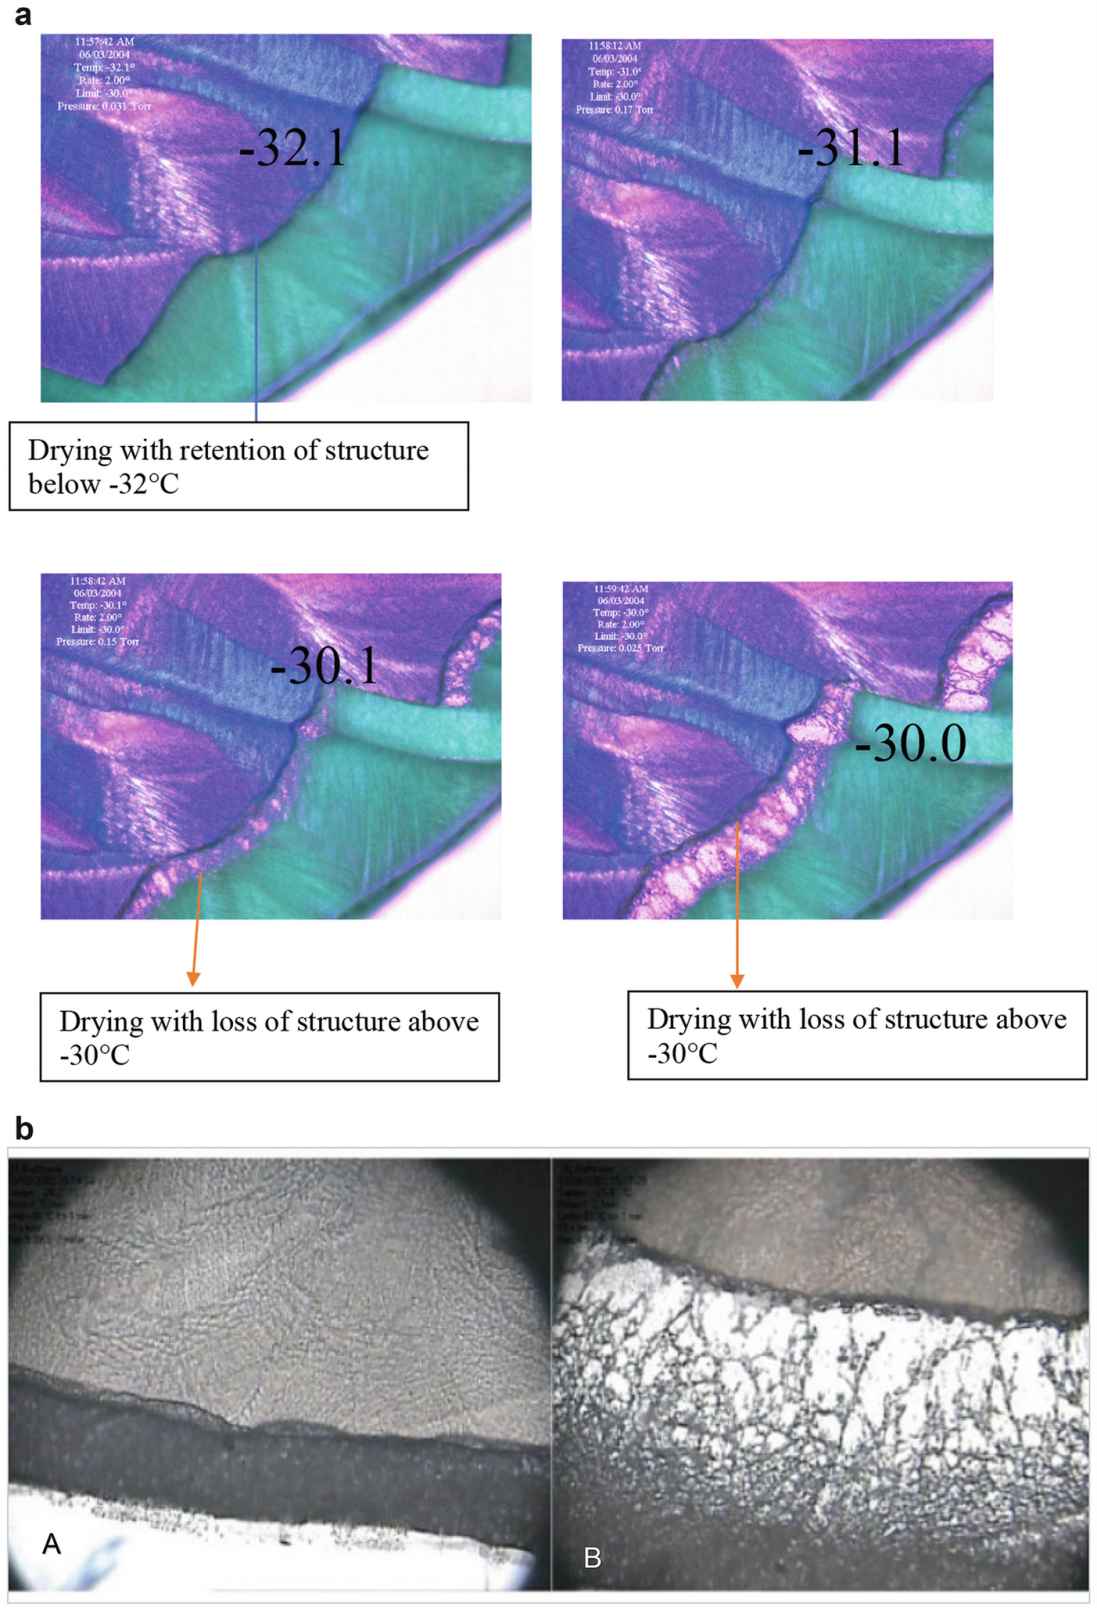 a
11:57:42 AM
06/03/2004
Temp: -32.1°
Rate: 2.00°
Limit: -30.0°
Pressure: 0.031 Torr
-32.1
11:58:12 AM
06/03/2004
Temp: -31.0°
Rate: 2.00°
Limit: -30.0°
Pressure: 0.17 Torr
-31.1
Drying with retention of structure
below -32°C
11:58:42 AM
06/03/2004
Temp: -30.1°
Rate: 2.00°
Limit: -30.0°
Pressure: 0.15 Torr
-30.1
11:59:42 AM
06/03/2004
Temp: -30.0°
Rate: 2.00°
Limit: -30.0°
Pressure: 0.025 Torr
-30.0
Drying with loss of structure above
-30°C
Drying with loss of structure above
-30°C
b
A
B